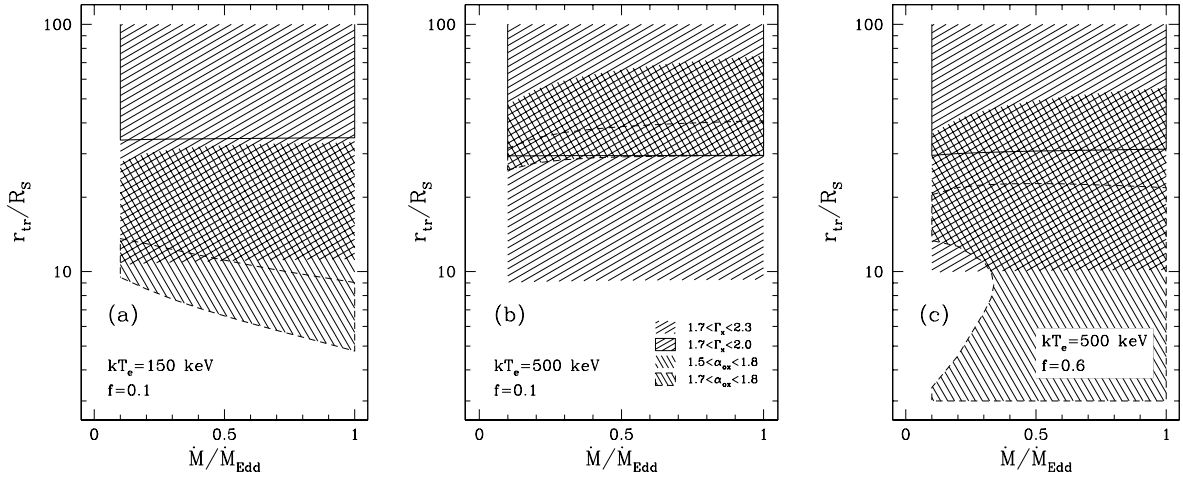 100
10
r_tr/R_S
(a)
kT_e=150 keV
f=0.1
0
0.5
1
Ṁ/Ṁ_Edd
100
10
r_tr/R_S
(b)
kT_e=500 keV
f=0.1
1.7<Γ_x<2.3
1.7<Γ_x<2.0
1.5<α_ox<1.8
1.7<α_ox<1.8
0
0.5
1
Ṁ/Ṁ_Edd
100
10
r_tr/R_S
(c)
kT_e=500 keV
f=0.6
0
0.5
1
Ṁ/Ṁ_Edd